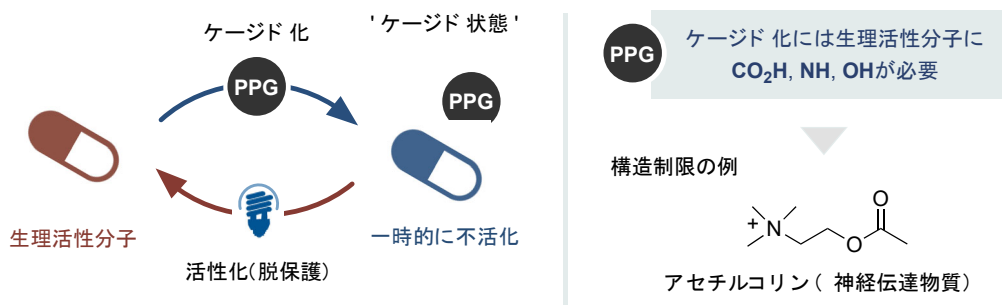 ケージド 化
' ケージド 状態 '
PPG
PPG
生理活性分子
一時的に不活化
活性化(脱保護)
PPG
ケージド 化には生理活性分子に
CO₂H, NH, OHが必要
構造制限の例
+
N
O
O
アセチルコリン ( 神経伝達物質)